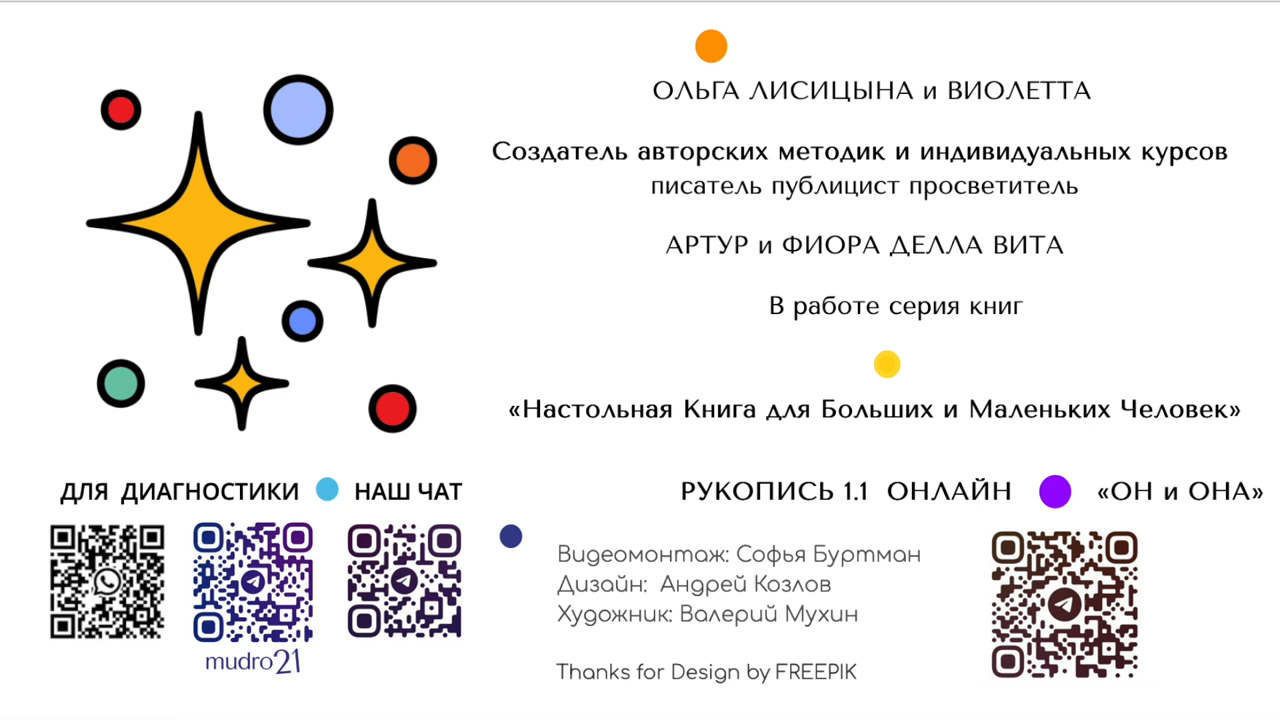 ОЛЬГА ЛИСИЦЫНА и ВИОЛЕТТА
Создатель авторских методик и индивидуальных курсов
писатель публицист просветитель
АРТУР и ФИОРА ДЕЛЛА ВИТА
В работе серия книг
«Настольная Книга для Больших и Маленьких Человек»
ДЛЯ ДИАГНОСТИКИ НАШ ЧАТ
РУКОПИСЬ 1.1 ОНЛАЙН «ОН и ОНА»
mudro21
Видеомонтаж: Софья Буртман
Дизайн: Андрей Козлов
Художник: Валерий Мухин
Thanks for Design by FREEPIK